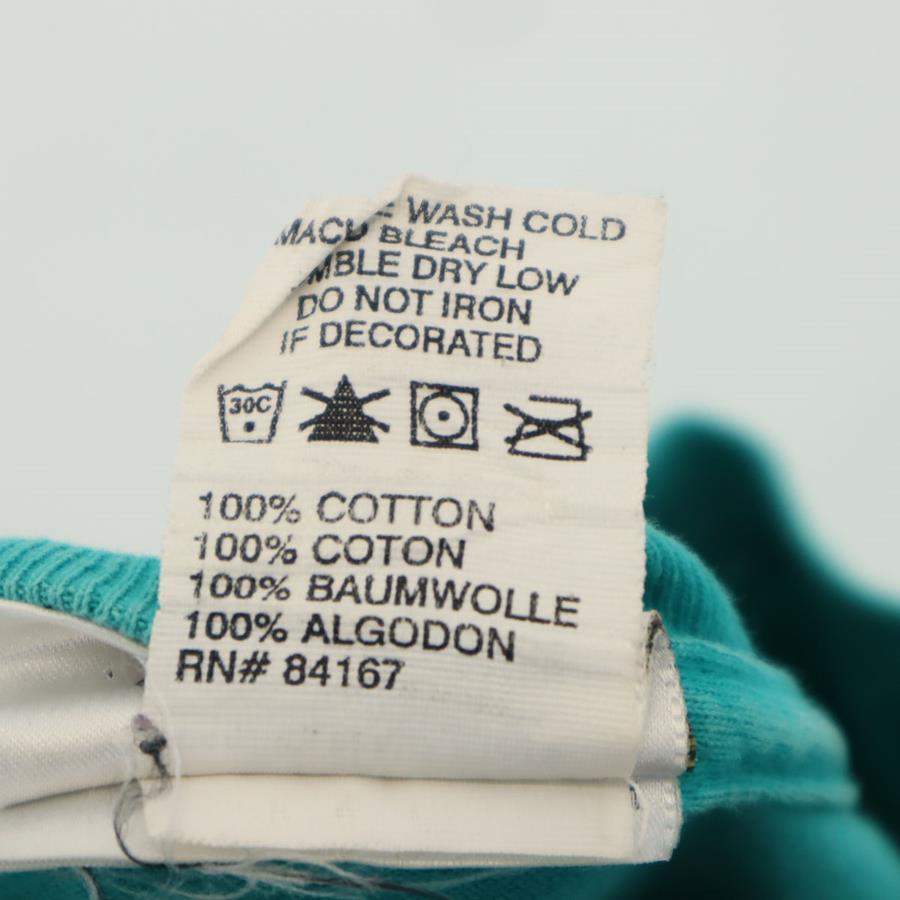 WASH COLD
BLEACH
DRY LOW
DO NOT IRON
IF DECORATED
30C
100% COTTON
100% COTON
100% BAUMWOLLE
100% ALGODON
RN# 84167